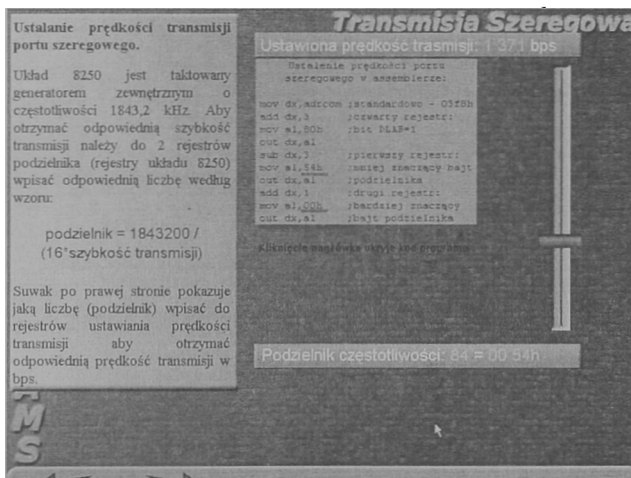 Transmisja Szeregowa
Ustalanie prędkości transmisji
portu szeregowego.
Układ 8250 jest taktowany
generatorem zewnętrznym o
częstotliwości 1843,2 kHz. Aby
otrzymać odpowiednią szybkość
transmisji należy do 2 rejestrów
podzielnika (rejestry układu 8250)
wpisać odpowiednią liczbę według
wzoru:
podzielnik = 1843200 /
(16*szybkość transmisji)
Suwak po prawej stronie pokazuje
jaką liczbę (podzielnik) wpisać do
rejestrów ustawiania prędkości
transmisji aby otrzymać
odpowiednią prędkość transmisji w
bps.
Ustawiona prędkość trasmisji: 1 371 bps
Ustalenie prędkości portu
szeregowego w assemblerze:
mov dx,adrcom ;standardowo - 03f8h
add dx,3 ;czwarty rejestr:
mov al,80h ;bit DLAB=1
out dx,al
sub dx,3 ;pierwszy rejestr:
mov al,54h ;mniej znaczący bajt
out dx,al ;podzielnika
add dx,1 ;drugi rejestr:
mov al,00h ;bardziej znaczący
out dx,al ;bajt podzielnika
Kliknięcie nagłówka ukryje kod programu
Podzielnik częstotliwości: 84 = 00 54h
M
S